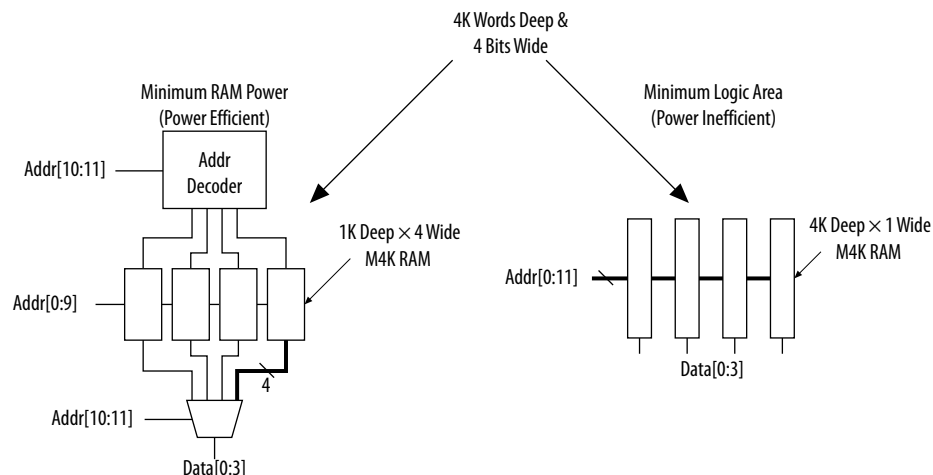 4K Words Deep &
4 Bits Wide
Minimum RAM Power
(Power Efficient)
Addr[10:11]
Addr
Decoder
1K Deep × 4 Wide
M4K RAM
Addr[0:9]
4
Addr[10:11]
Data[0:3]
Minimum Logic Area
(Power Inefficient)
4K Deep × 1 Wide
M4K RAM
Addr[0:11]
Data[0:3]